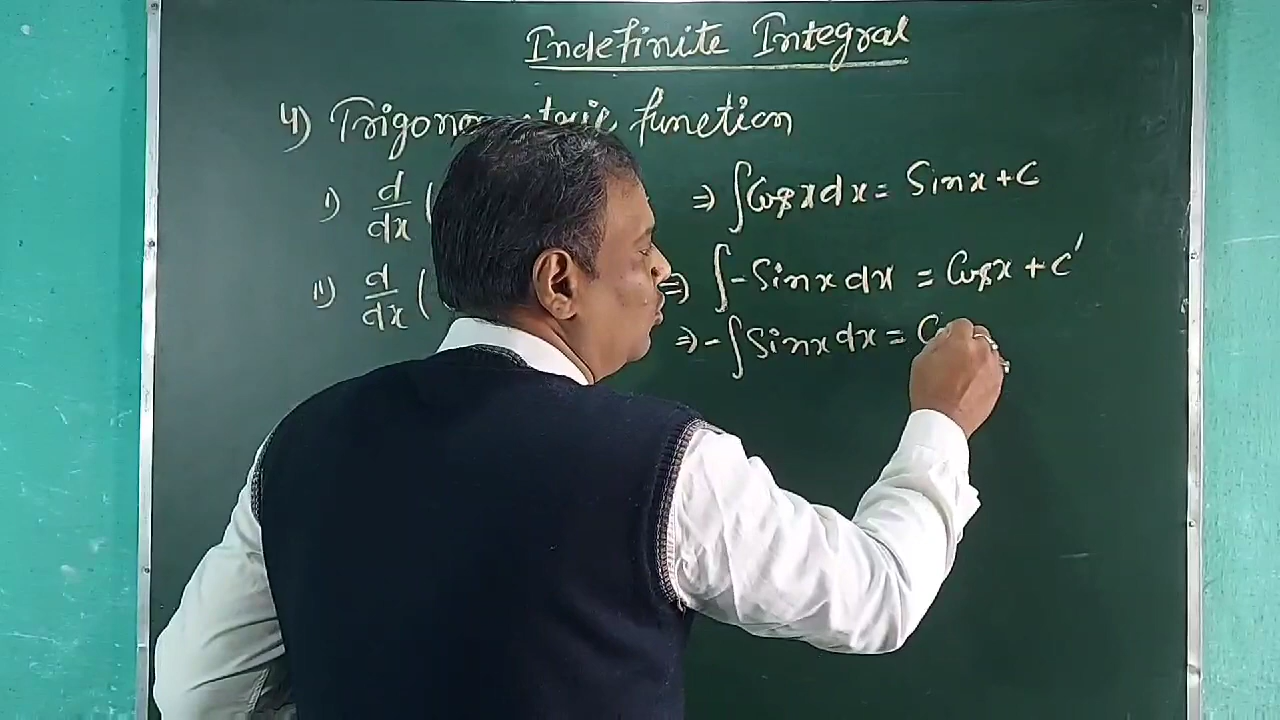 Indefinite Integral
4) Trigonometric function
i) d/dx ( ⇒ ∫Cosx dx = Sinx + C
ii) d/dx ( ⇒ ∫-Sinx dx = Cosx + C'
⇒ -∫Sinx dx = C